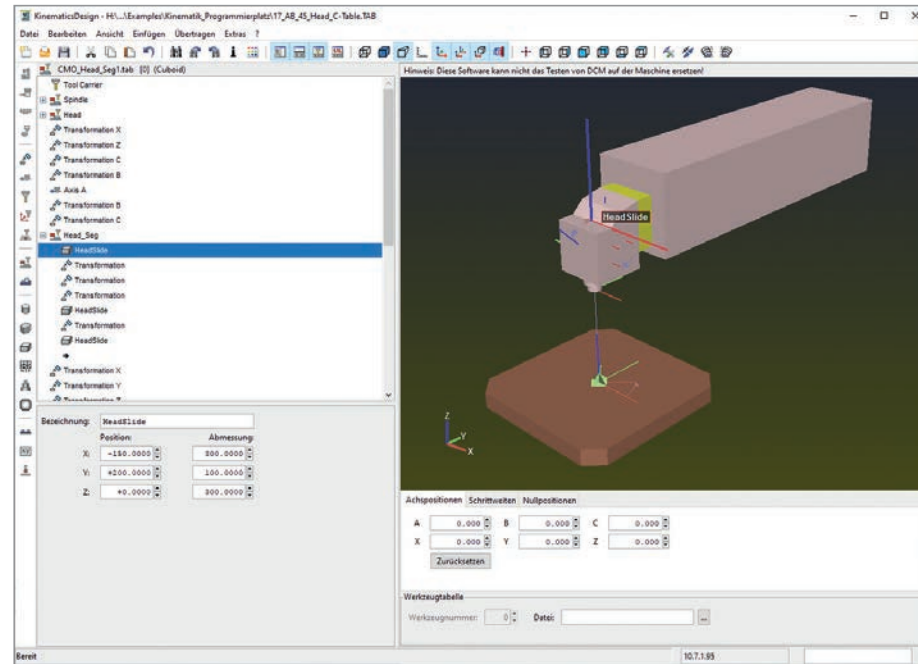 KinematicsDesign - H:\...\Examples\Kinematik_Programmierplatz\17_AB_45_Head_C-Table.TAB
Datei Bearbeiten Ansicht Einfügen Übertragen Extras ?
CMO_Head_Seg1.tab [0] (Cuboid)
Tool Carrier
Spindle
Head
Transformation X
Transformation Z
Transformation C
Transformation B
Axis A
Transformation B
Transformation C
Head_Seg
HeadSlide
Transformation
Transformation
Transformation
HeadSlide
Transformation
HeadSlide
Transformation X
Transformation Y
Transformation Z
Bezeichnung: HeadSlide
Position: Abmessung:
X: -150.0000 300.0000
Y: +200.0000 100.0000
Z: +0.0000 300.0000
Hinweis: Diese Software kann nicht das Testen von DCM auf der Maschine ersetzen!
HeadSlide
Z
Y
X
Achspositionen Schrittweiten Nullpositionen
A 0.000 B 0.000 C 0.000
X 0.000 Y 0.000 Z 0.000
Zurücksetzen
Werkzeugtabelle
Werkzeugnummer: 0 Datei: ...
Bereit 10.7.1.95